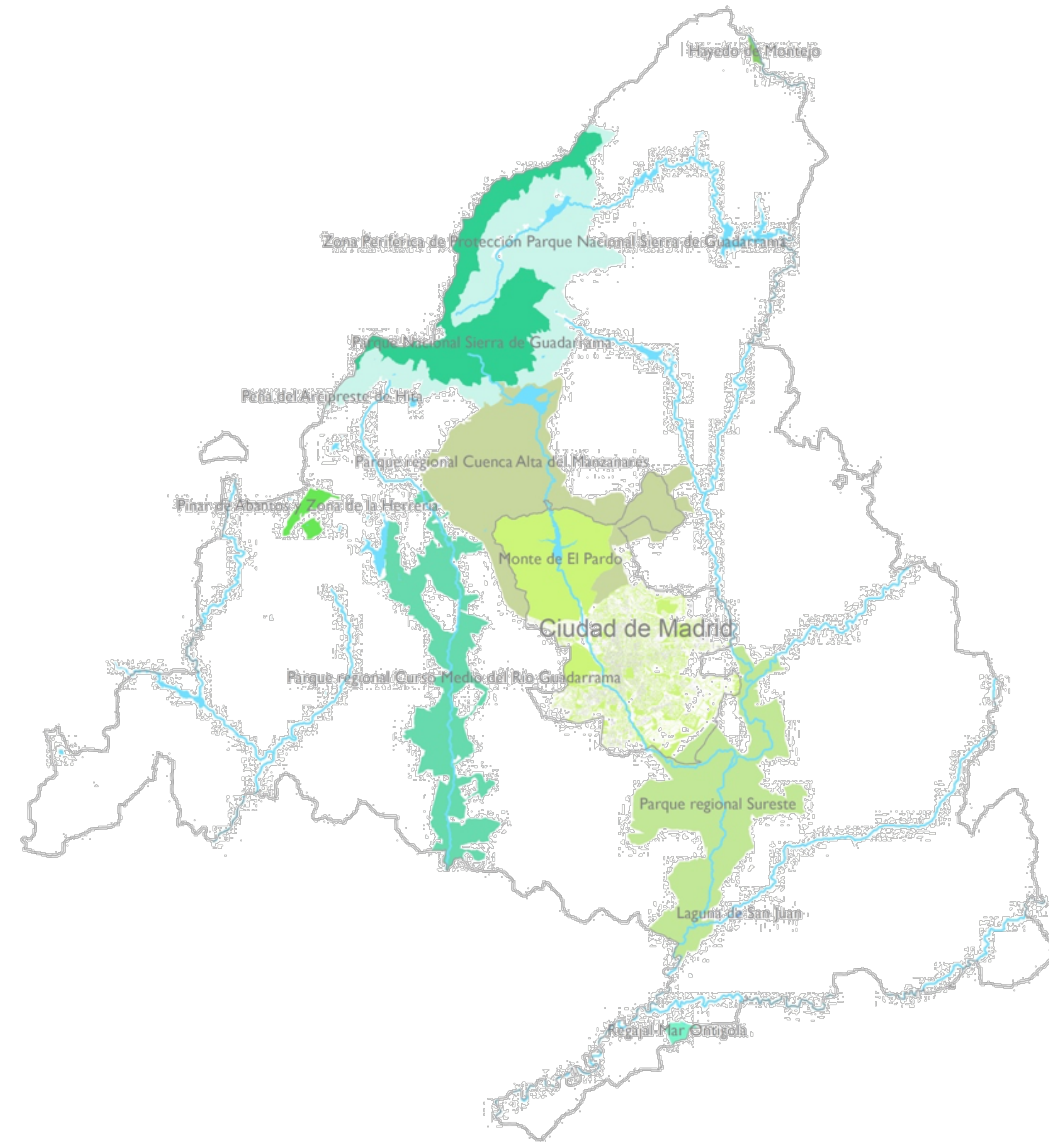 Hayedo de Montejo
Zona Periférica de Protección Parque Nacional Sierra de Guadarrama
Parque Nacional Sierra de Guadarrama
Peña del Arcipreste de Hita
Parque regional Cuenca Alta del Manzanares
Pinar de Abantos y Zona de la Herrería
Monte de El Pardo
Ciudad de Madrid
Parque regional Curso Medio del Río Guadarrama
Parque regional Sureste
Laguna de San Juan
Regajal-Mar Ontígola